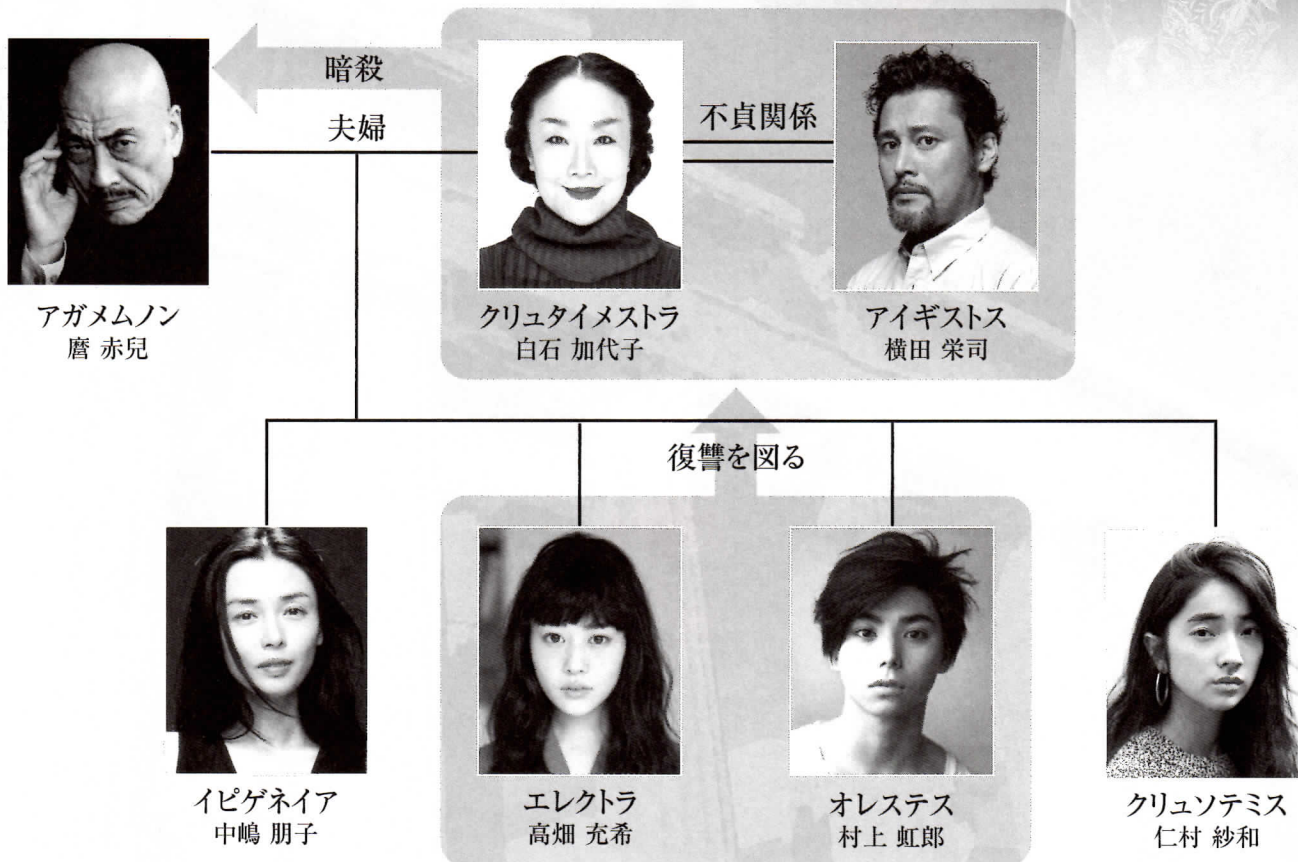 暗殺
夫婦
不貞関係
アガメムノン
麿 赤兒
クリュタイメストラ
白石 加代子
アイギストス
横田 栄司
復讐を図る
イピゲネイア
中嶋 朋子
エレクトラ
高畑 充希
オレステス
村上 虹郎
クリュソテミス
仁村 紗和